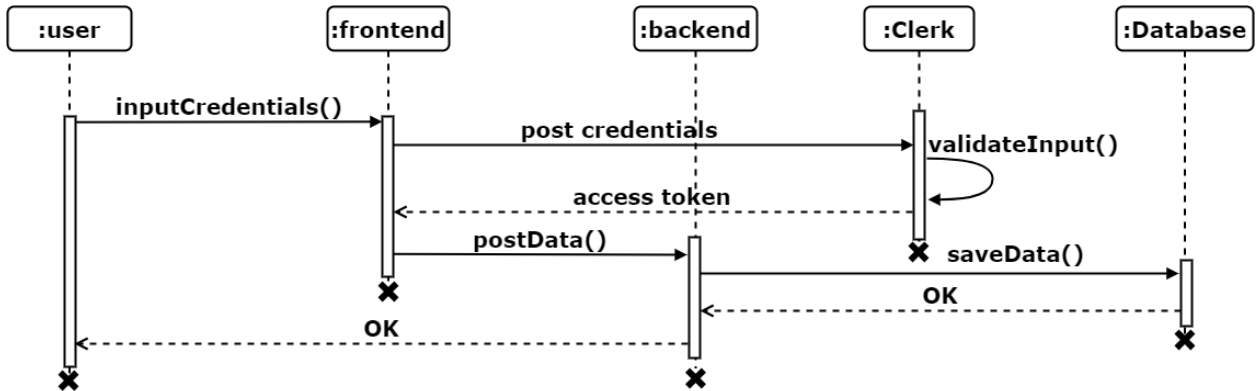 :user
:frontend
:backend
:Clerk
:Database
inputCredentials()
post credentials
validateInput()
access token
postData()
saveData()
OK
OK